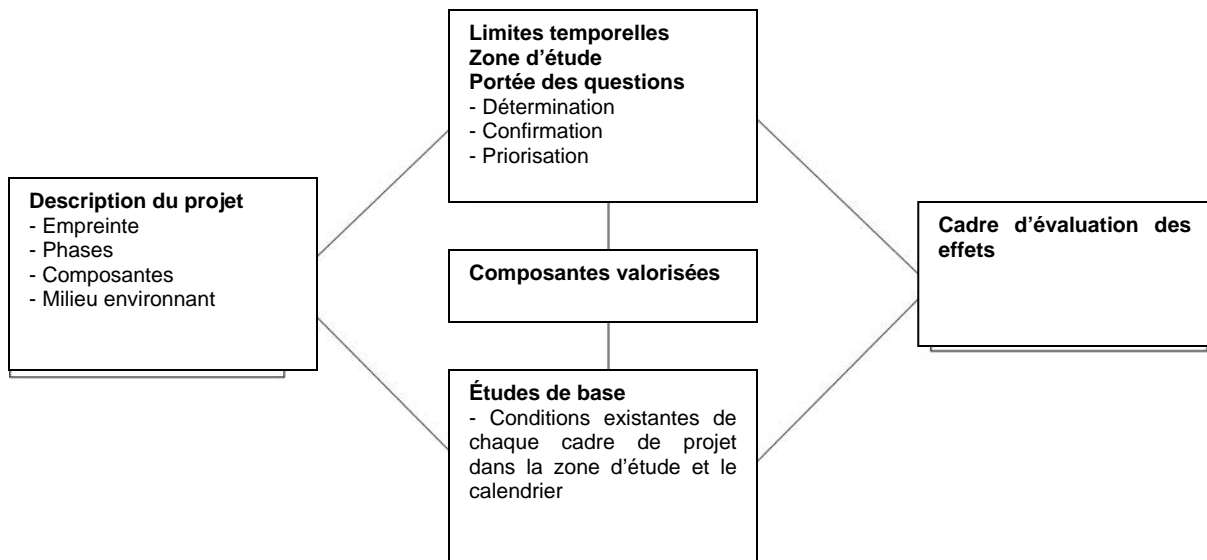 Limites temporelles
Zone d'étude
Portée des questions
- Détermination
- Confirmation
- Priorisation
Description du projet
- Empreinte
- Phases
- Composantes
- Milieu environnant
Composantes valorisées
Cadre d'évaluation des
effets
Études de base
- Conditions existantes de
chaque cadre de projet
dans la zone d'étude et le
calendrier